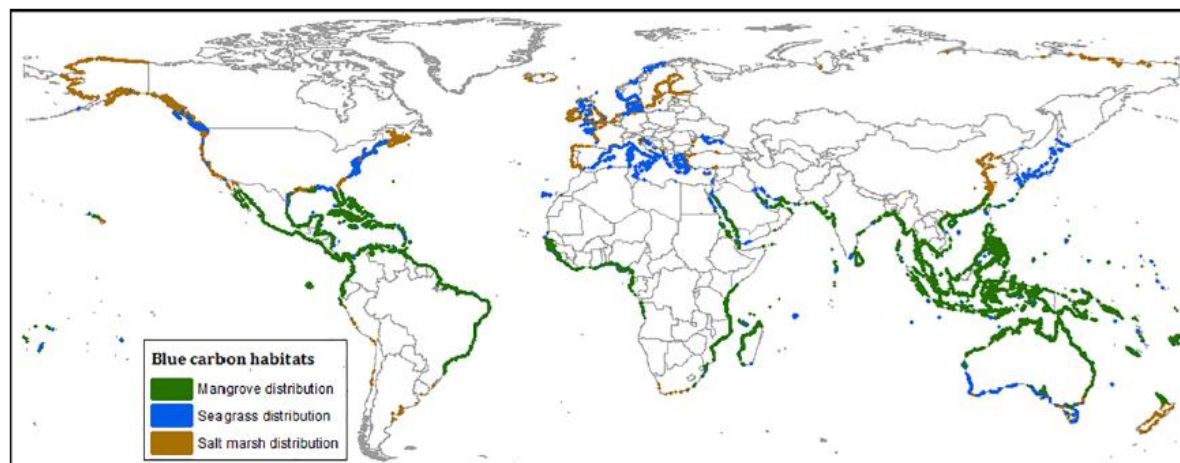 Blue carbon habitats
Mangrove distribution
Seagrass distribution
Salt marsh distribution